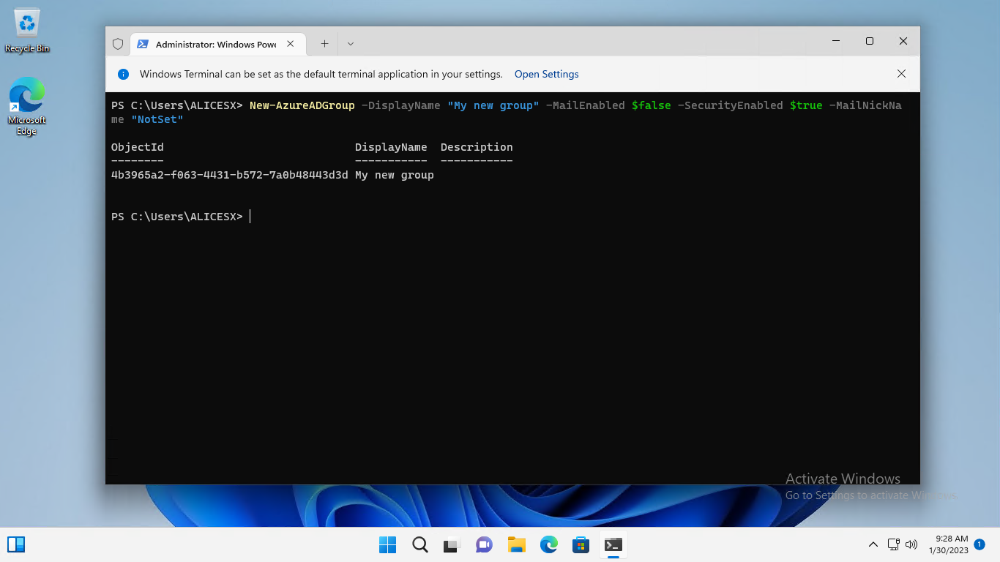 Recycle Bin
Microsoft
Edge
Administrator: Windows Powe
Windows Terminal can be set as the default terminal application in your settings. Open Settings
PS C:\Users\ALICESX> New-AzureADGroup -DisplayName "My new group" -MailEnabled $false -SecurityEnabled $true -MailNickNa
me "NotSet"
ObjectId DisplayName Description
-------- ----------- -----------
4b3965a2-f063-4431-b572-7a0b48443d3d My new group
PS C:\Users\ALICESX>
Activate Windows
Go to Settings to activate Windows.
9:28 AM
1/30/2023
1